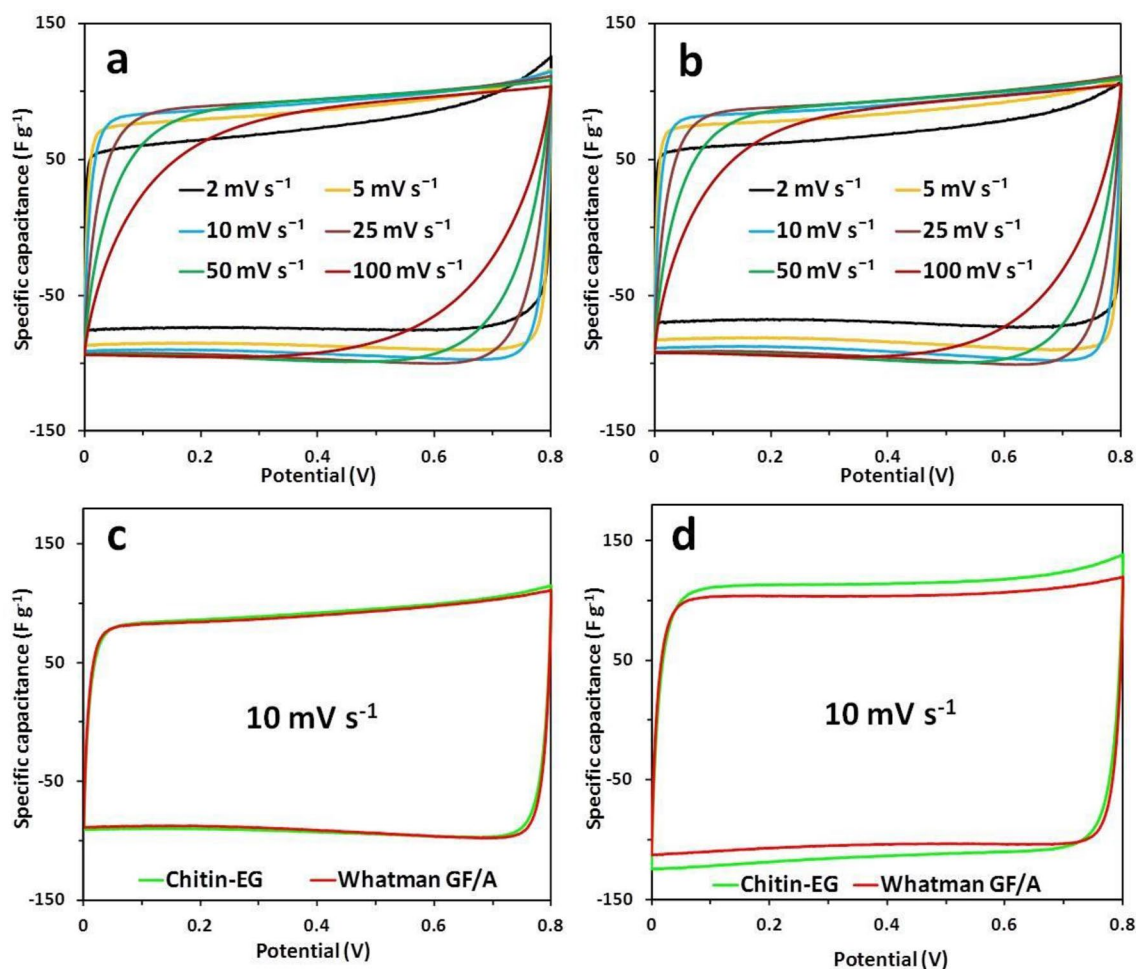 a
150
50
-50
-150
Specific capacitance (F g⁻¹)
2 mV s⁻¹ 5 mV s⁻¹
10 mV s⁻¹ 25 mV s⁻¹
50 mV s⁻¹ 100 mV s⁻¹
0 0.2 0.4 0.6 0.8
Potential (V)
b
150
50
-50
-150
Specific capacitance (F g⁻¹)
2 mV s⁻¹ 5 mV s⁻¹
10 mV s⁻¹ 25 mV s⁻¹
50 mV s⁻¹ 100 mV s⁻¹
0 0.2 0.4 0.6 0.8
Potential (V)
c
150
50
-50
-150
Specific capacitance (F g⁻¹)
10 mV s⁻¹
Chitin-EG Whatman GF/A
0 0.2 0.4 0.6 0.8
Potential (V)
d
150
50
-50
-150
Specific capacitance (F g⁻¹)
10 mV s⁻¹
Chitin-EG Whatman GF/A
0 0.2 0.4 0.6 0.8
Potential (V)